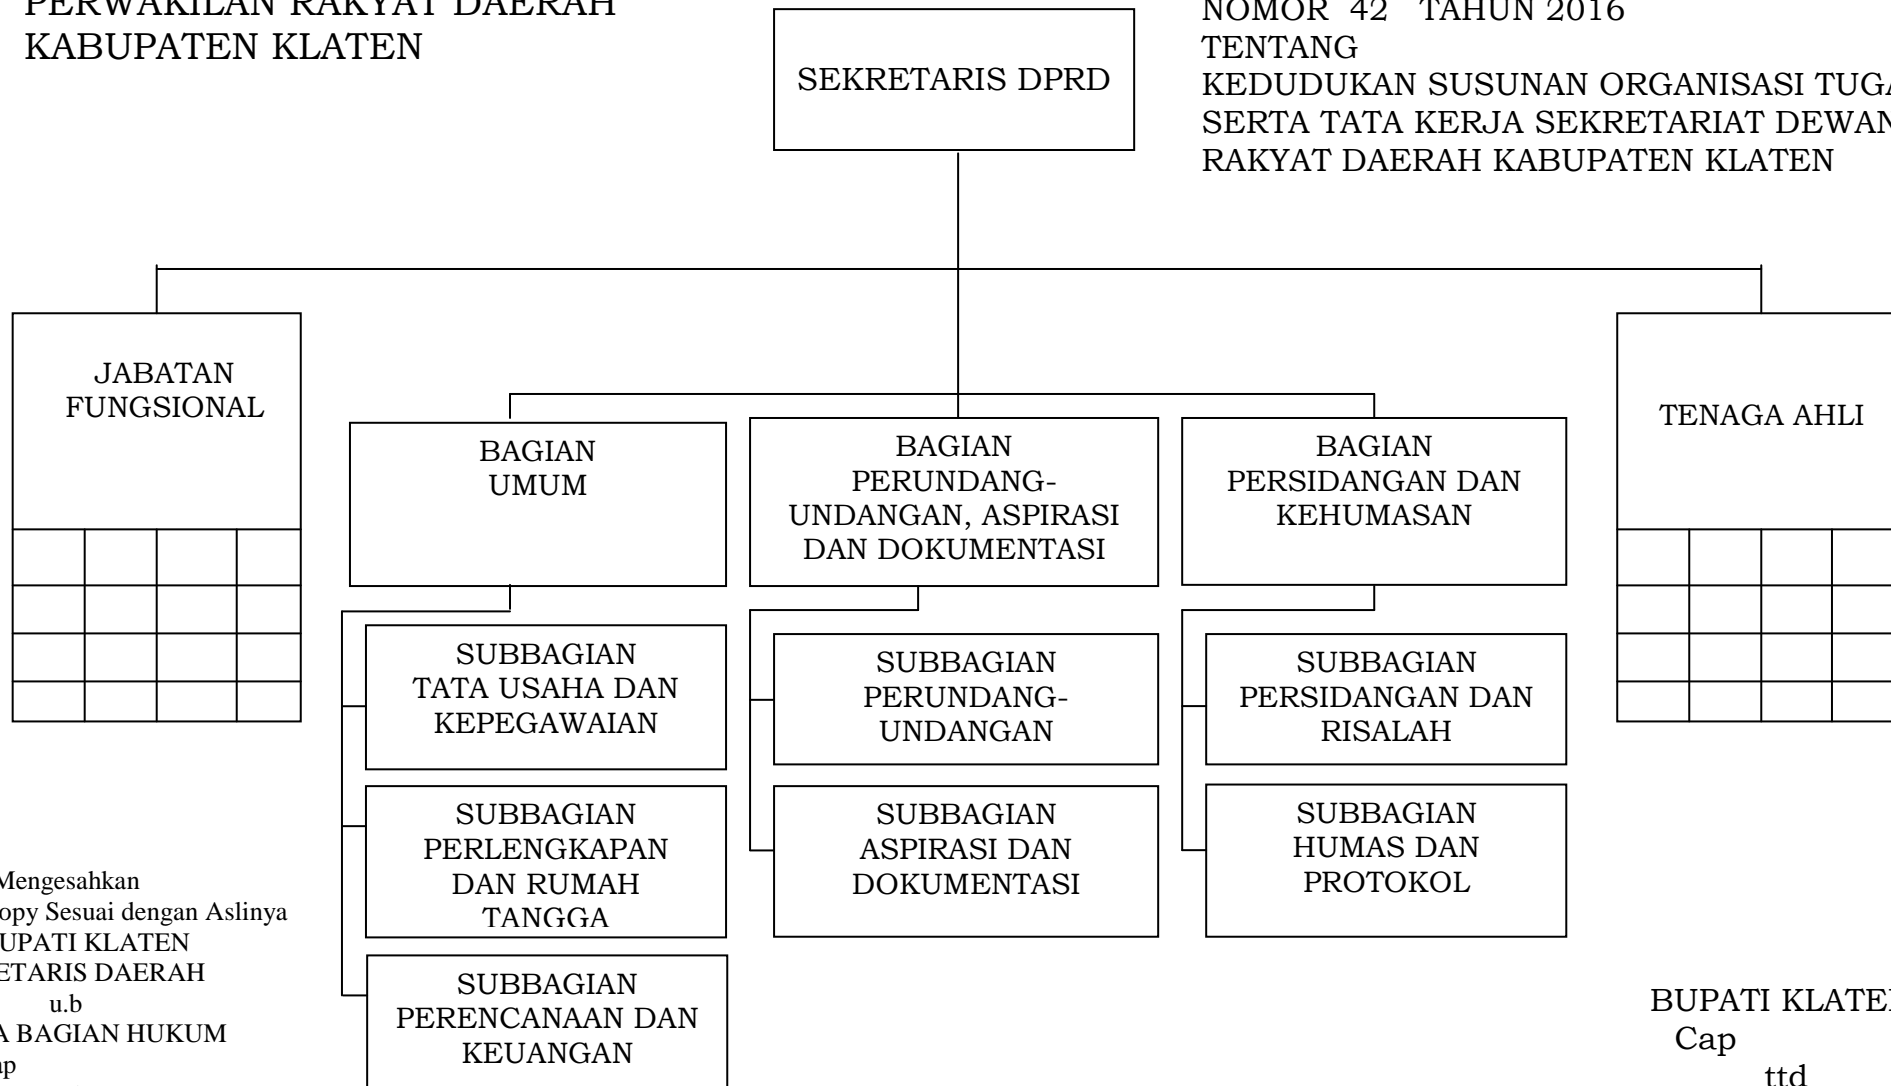 PERWAKILAN RAKYAT DAERAH
KABUPATEN KLATEN
SEKRETARIS DPRD
NOMOR 42 TAHUN 2016
TENTANG
KEDUDUKAN SUSUNAN ORGANISASI TUGA
SERTA TATA KERJA SEKRETARIAT DEWAN
RAKYAT DAERAH KABUPATEN KLATEN
JABATAN
FUNGSIONAL
BAGIAN
UMUM
BAGIAN
PERUNDANG-
UNDANGAN, ASPIRASI
DAN DOKUMENTASI
BAGIAN
PERSIDANGAN DAN
KEHUMASAN
TENAGA AHLI
SUBBAGIAN
TATA USAHA DAN
KEPEGAWAIAN
SUBBAGIAN
PERLENGKAPAN
DAN RUMAH
TANGGA
SUBBAGIAN
PERENCANAAN DAN
KEUANGAN
SUBBAGIAN
PERUNDANG-
UNDANGAN
SUBBAGIAN
ASPIRASI DAN
DOKUMENTASI
SUBBAGIAN
PERSIDANGAN DAN
RISALAH
SUBBAGIAN
HUMAS DAN
PROTOKOL
Mengesahkan
opy Sesuai dengan Aslinya
UPATI KLATEN
ETARIS DAERAH
u.b
A BAGIAN HUKUM
ap
BUPATI KLATEN
Cap
ttd